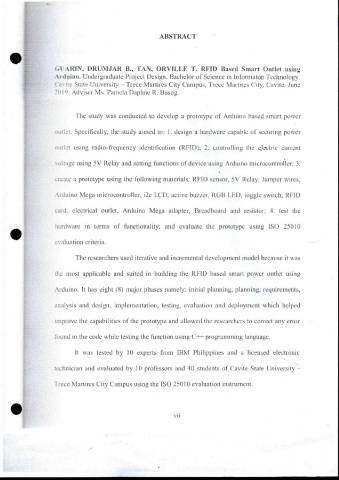 ABSTRACT
GUARIN, DRUMJAR B., TAN, ORVILLE T. RFID Based Smart Outlet using
Arduino. Undergraduate Project Design. Bachelor of Science in Information Technology.
Cavite State University – Trece Martires City Campus, Trece Martires City, Cavite. June
2019. Adviser Ms. Pamela Daphne R. Busog.
The study was conducted to develop a prototype of Arduino based smart power
outlet. Specifically, the study aimed to: 1. design a hardware capable of securing power
outlet using radio-frequency identification (RFID); 2. controlling the electric current
voltage using 5V Relay and setting functions of device using Arduino microcontroller; 3.
create a prototype using the following materials: RFID sensor, 5V Relay, Jumper wires,
Arduino Mega microcontroller, i2c LCD, active buzzer, RGB LED, toggle switch, RFID
card, electrical outlet, Arduino Mega adapter, Breadboard and resistor; 4. test the
hardware in terms of functionality; and evaluate the prototype using ISO 25010
evaluation criteria.
The researchers used iterative and incremental development model because it was
the most applicable and suited in building the RFID based smart power outlet using
Arduino. It has eight (8) major phases namely: initial planning, planning, requirements,
analysis and design, implementation, testing, evaluation and deployment which helped
improve the capabilities of the prototype and allowed the researchers to correct any error
found in the code while testing the function using C++ programming language.
It was tested by 10 experts from IBM Philippines and a licensed electronic
technician and evaluated by 10 professors and 40 students of Cavite State University –
Trece Martires City Campus using the ISO 25010 evaluation instrument.
vii